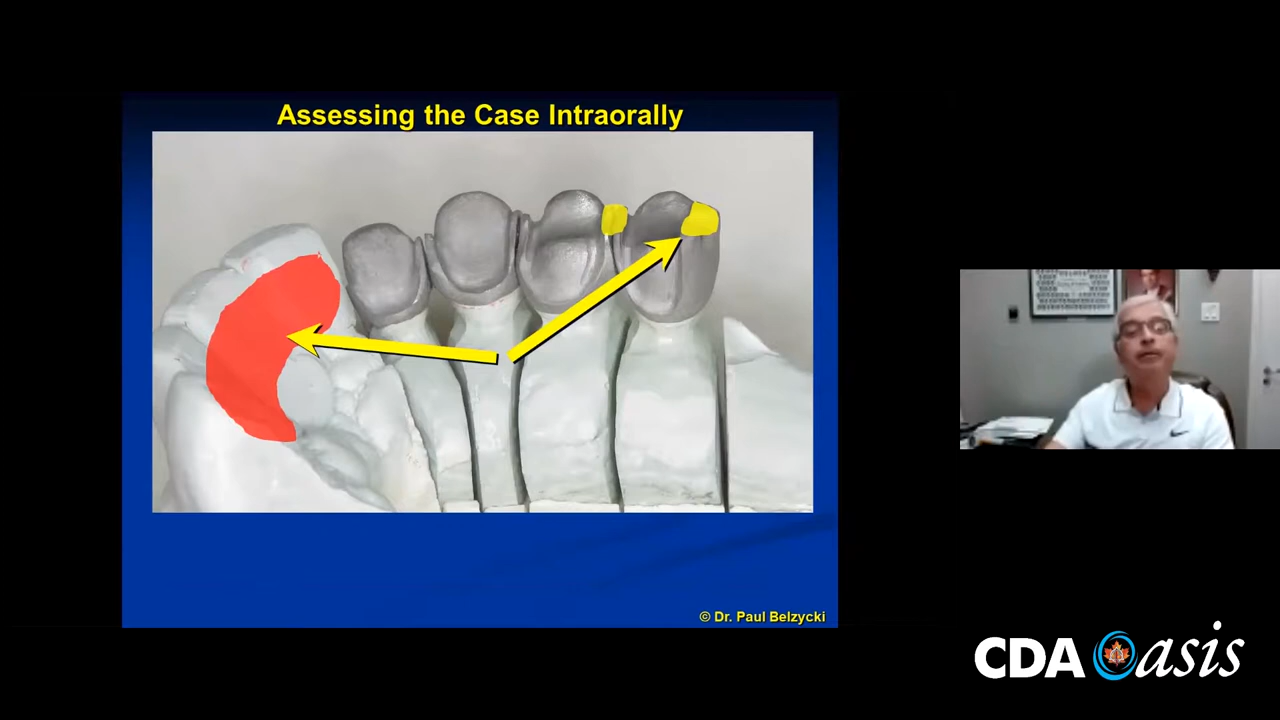 Assessing the Case Intraorally
© Dr. Paul Belzycki
CDA Oasis